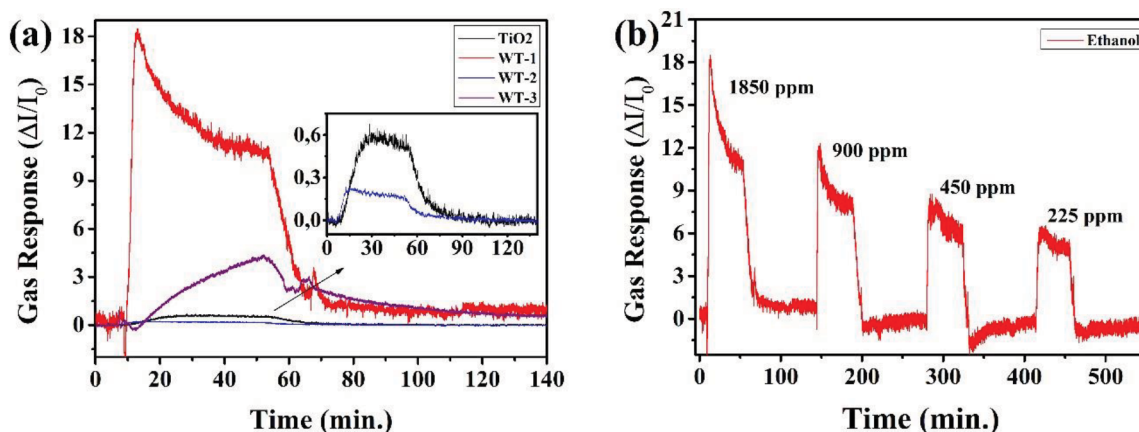 (a)
Gas Response (ΔI/I₀)
18
15
12
9
6
3
0
0 20 40 60 80 100 120 140
Time (min.)
TiO2
WT-1
WT-2
WT-3
0,6
0,3
0,0
0 30 60 90 120
(b)
Gas Response (ΔI/I₀)
21
18
15
12
9
6
3
0
0 100 200 300 400 500
Time (min.)
Ethanol
1850 ppm
900 ppm
450 ppm
225 ppm